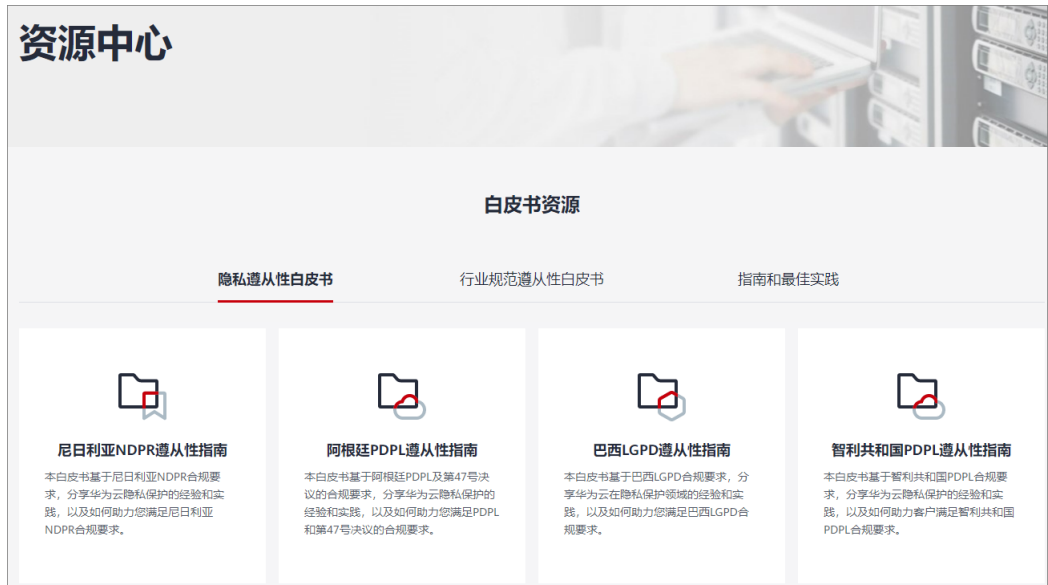 资源中心
白皮书资源
隐私遵从性白皮书
行业规范遵从性白皮书
指南和最佳实践
尼日利亚NDPR遵从性指南
本白皮书基于尼日利亚NDPR合规要
求，分享华为云隐私保护的经验和实
践，以及如何助力您满足尼日利亚
NDPR合规要求。
阿根廷PDPL遵从性指南
本白皮书基于阿根廷PDPL及第47号决
议的合规要求，分享华为云隐私保护的
经验和实践，以及如何助力您满足PDPL
和第47号决议的合规要求。
巴西LGPD遵从性指南
本白皮书基于巴西LGPD合规要求，分
享华为云在隐私保护领域的经验和实
践，以及如何助力您满足巴西LGPD合
规要求。
智利共和国PDPL遵从性指南
本白皮书基于智利共和国PDPL合规要
求，分享华为云隐私保护的经验和实
践，以及如何助力客户满足智利共和国
PDPL合规要求。